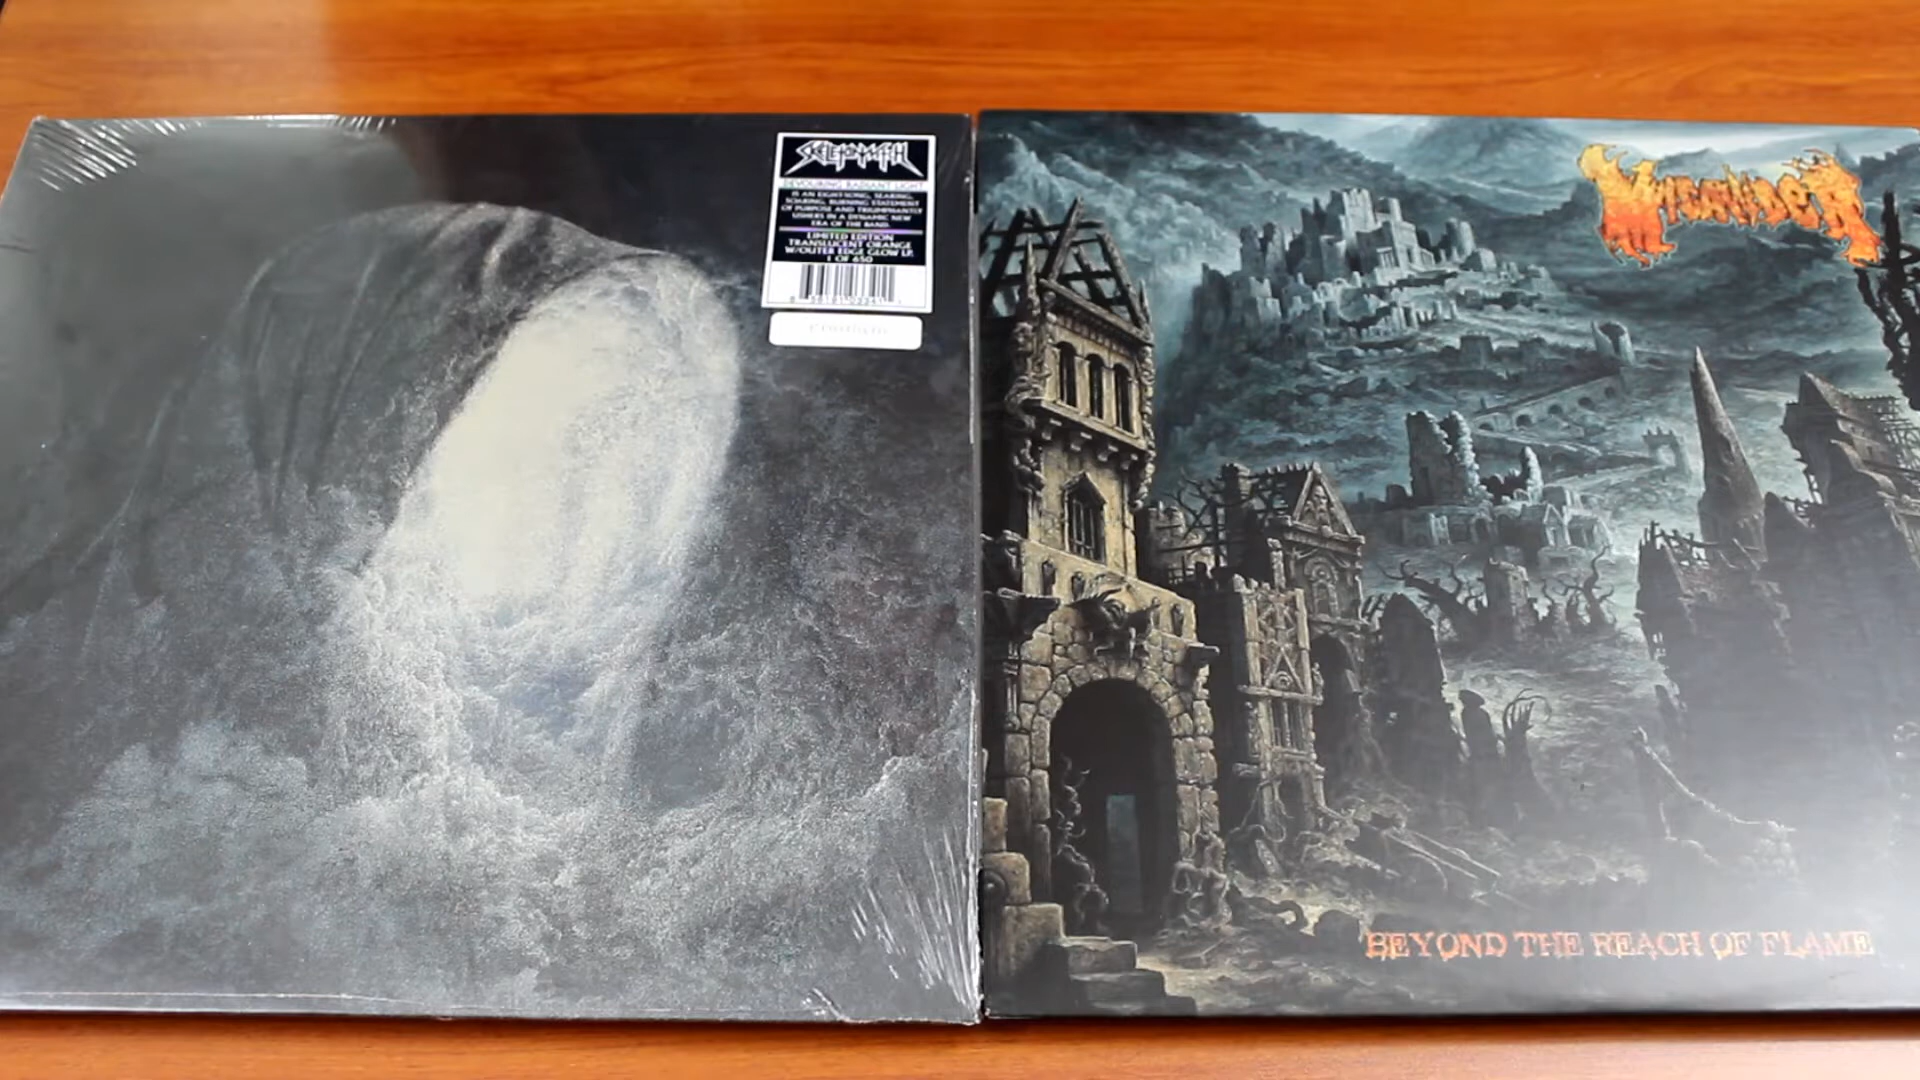 SKELETONWITCH
DEVOURING RADIANT LIGHT
IS AN EIGHT-SONG, SEARING,
SOARING, BURNING STATEMENT
OF PURPOSE AND TRIUMPHANTLY
USHERS IN A DYNAMIC NEW
ERA OF THE BAND.
LIMITED EDITION
TRANSLUCENT ORANGE
W/OUTER EDGE GLOW LP.
1 OF 650
BEYOND THE REACH OF FLAME